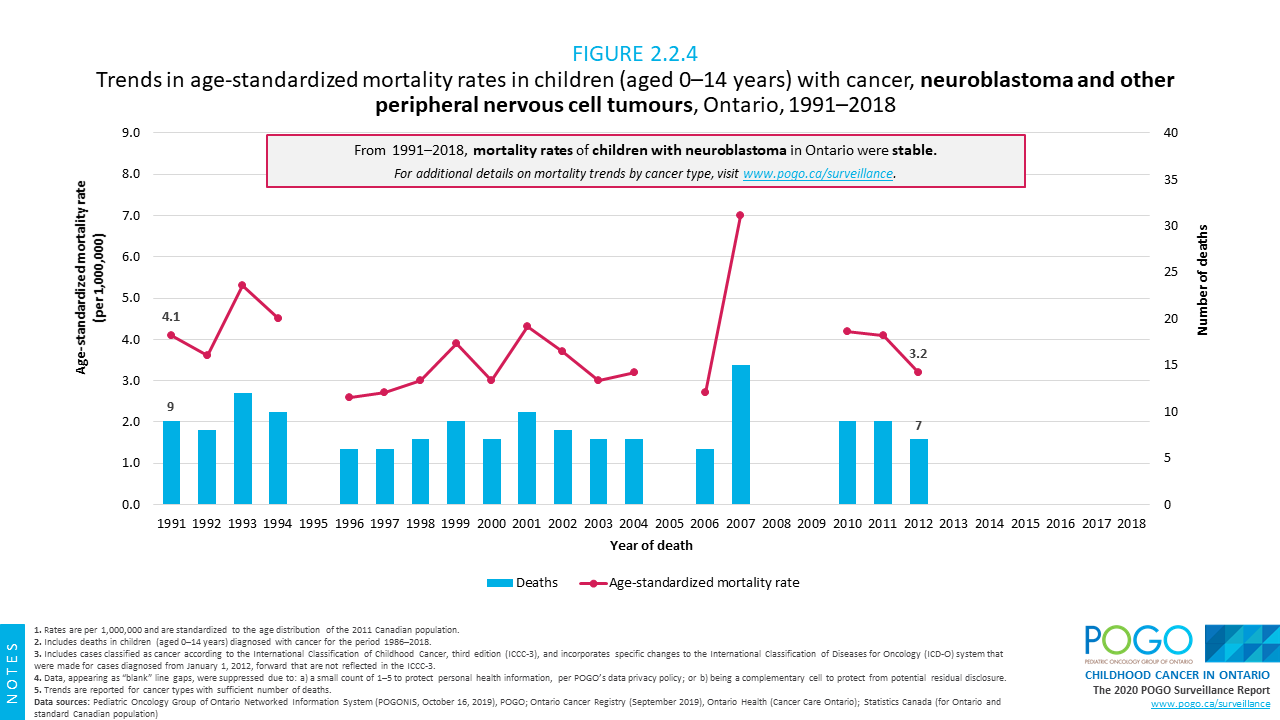 FIGURE 2.2.4
Trends in age-standardized mortality rates in children (aged 0–14 years) with cancer, neuroblastoma and other
peripheral nervous cell tumours, Ontario, 1991–2018
From 1991–2018, mortality rates of children with neuroblastoma in Ontario were stable.
For additional details on mortality trends by cancer type, visit www.pogo.ca/surveillance.
Age-standardized mortality rate
(per 1,000,000)
9.0
8.0
7.0
6.0
5.0
4.0
3.0
2.0
1.0
0.0
4.1
9
3.2
7
40
35
30
25
20
15
10
5
0
Number of deaths
1991 1992 1993 1994 1995 1996 1997 1998 1999 2000 2001 2002 2003 2004 2005 2006 2007 2008 2009 2010 2011 2012 2013 2014 2015 2016 2017 2018
Year of death
Deaths Age-standardized mortality rate
NOTES
1. Rates are per 1,000,000 and are standardized to the age distribution of the 2011 Canadian population.
2. Includes deaths in children (aged 0–14 years) diagnosed with cancer for the period 1986–2018.
3. Includes cases classified as cancer according to the International Classification of Childhood Cancer, third edition (ICCC-3), and incorporates specific changes to the International Classification of Diseases for Oncology (ICD-O) system that
were made for cases diagnosed from January 1, 2012, forward that are not reflected in the ICCC-3.
4. Data, appearing as “blank” line gaps, were suppressed due to: a) a small count of 1–5 to protect personal health information, per POGO’s data privacy policy; or b) being a complementary cell to protect from potential residual disclosure.
5. Trends are reported for cancer types with sufficient number of deaths.
Data sources: Pediatric Oncology Group of Ontario Networked Information System (POGONIS, October 16, 2019), POGO; Ontario Cancer Registry (September 2019), Ontario Health (Cancer Care Ontario); Statistics Canada (for Ontario and
standard Canadian population)
POGO
PEDIATRIC ONCOLOGY GROUP OF ONTARIO
CHILDHOOD CANCER IN ONTARIO
The 2020 POGO Surveillance Report
www.pogo.ca/surveillance